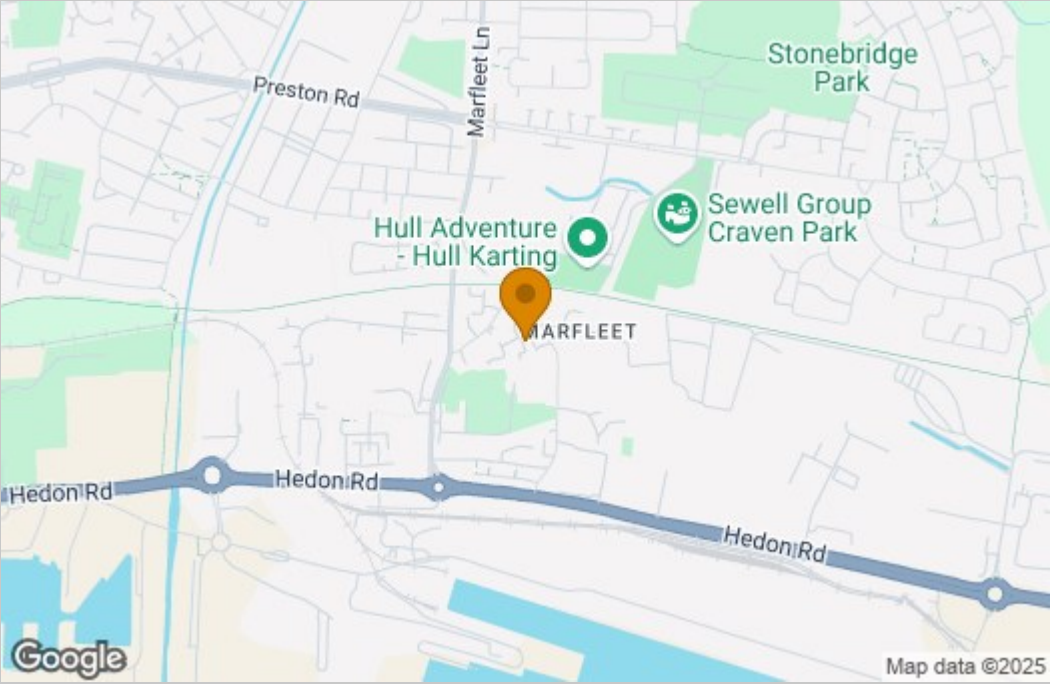 Marfleet Ln
Stonebridge
Park
Preston Rd
Sewell Group
Craven Park
Hull Adventure
- Hull Karting
MARFLEET
Hedon Rd
Hedon Rd
Hedon Rd
Google
Map data ©2025